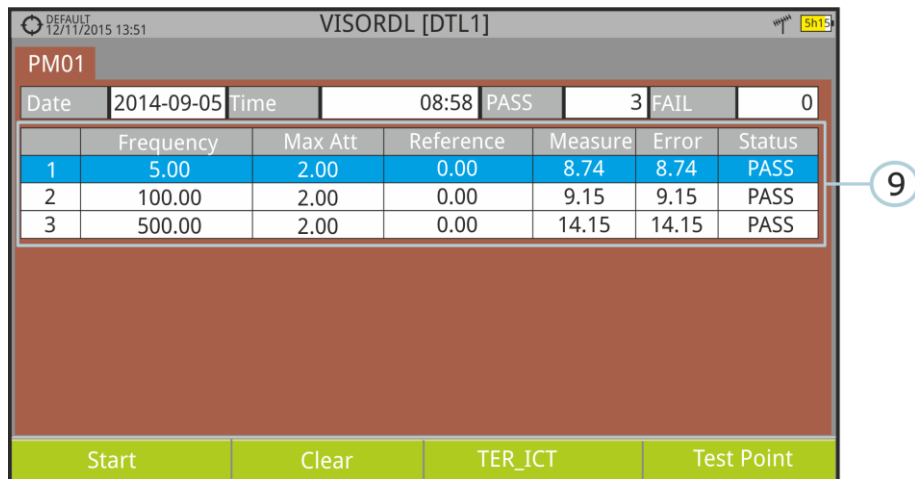 DEFAULT
12/11/2015 13:51
VISORDL [DTL1]
5h15
PM01
Date 2014-09-05 Time 08:58 PASS 3 FAIL 0
Frequency Max Att Reference Measure Error Status
1 5.00 2.00 0.00 8.74 8.74 PASS
2 100.00 2.00 0.00 9.15 9.15 PASS
3 500.00 2.00 0.00 14.15 14.15 PASS
9
Start Clear TER_ICT Test Point